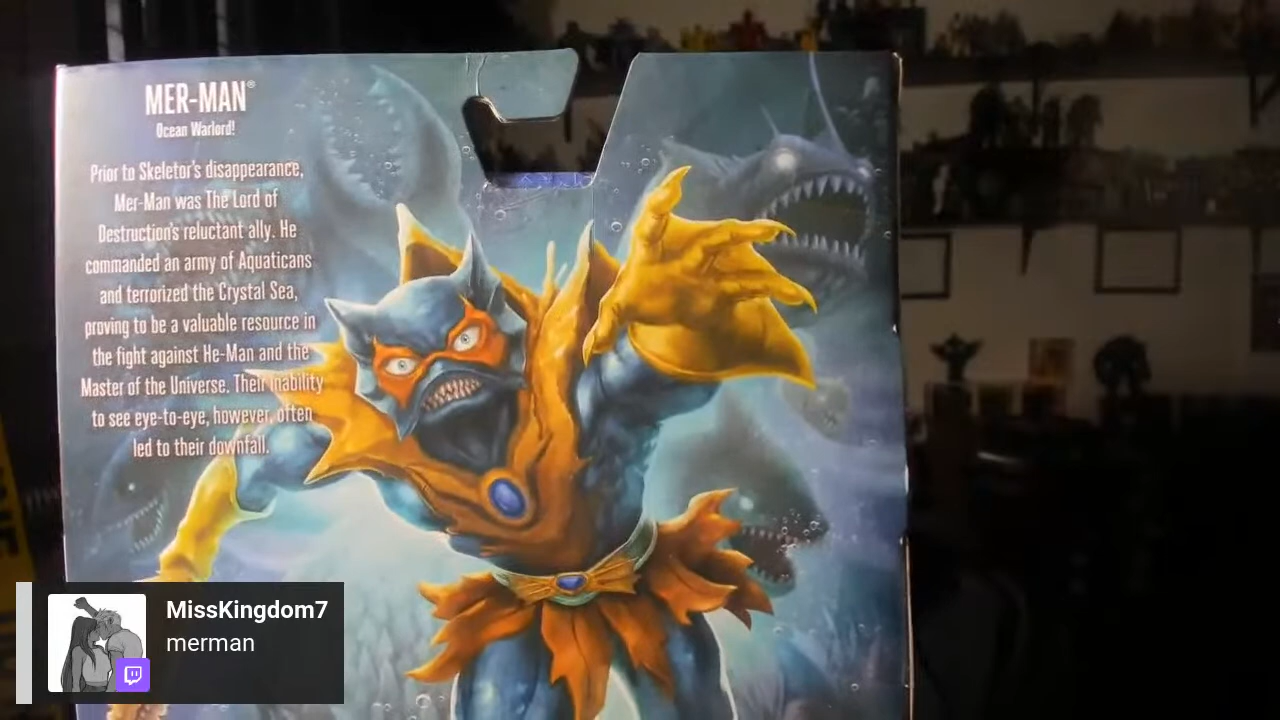 MER-MAN®
Ocean Warlord!
Prior to Skeletor's disappearance,
Mer-Man was The Lord of
Destruction's reluctant ally. He
commanded an army of Aquaticans
and terrorized the Crystal Sea,
proving to be a valuable resource in
the fight against He-Man and the
Master of the Universe. Their inability
to see eye-to-eye, however, often
led to their downfall.
MissKingdom7
merman